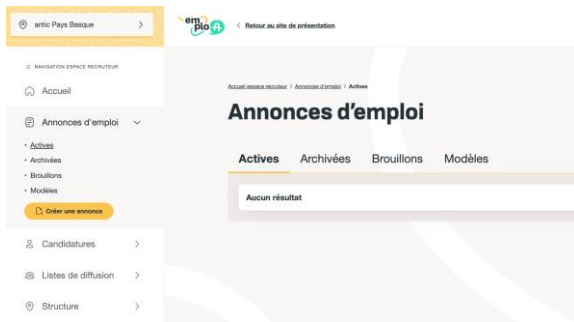 antic Pays Basque
NAVIGATION ESPACE RECRUTEUR
Accueil
Annonces d'emploi
Actives
Archivées
Brouillons
Modèles
Créer une annonce
Candidatures
Listes de diffusion
Structure
emploi A
Retour au site de présentation
Accueil espace recruteur > Annonces d'emploi > Actives
Annonces d'emploi
Actives Archivées Brouillons Modèles
Aucun résultat